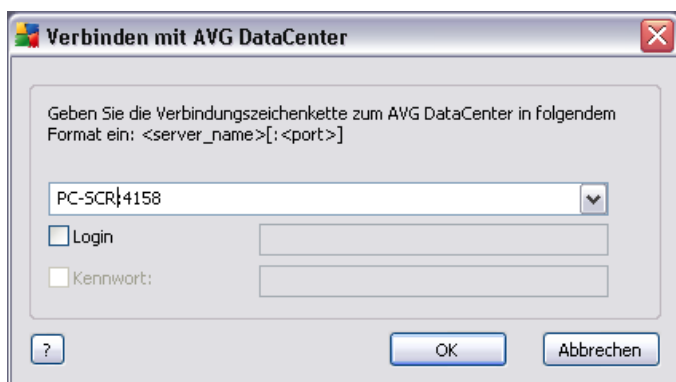 Verbinden mit AVG DataCenter
Geben Sie die Verbindungszeichenkette zum AVG DataCenter in folgendem
Format ein: <server_name>[:<port>]
PC-SCR:4158
Login
Kennwort:
?
OK
Abbrechen